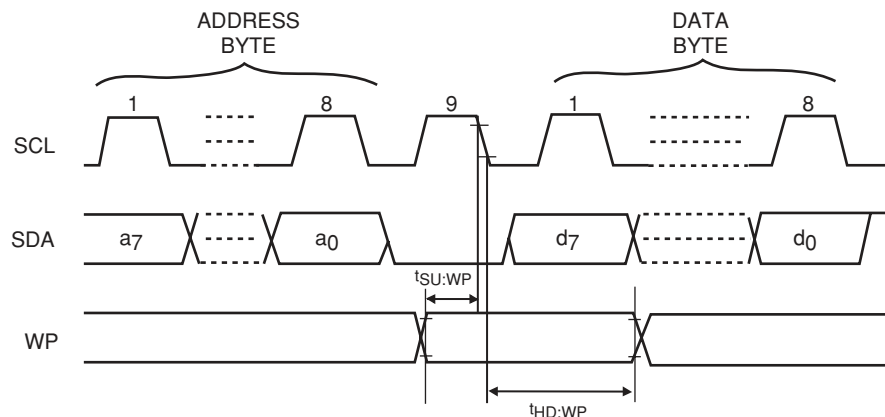 ADDRESS
BYTE
DATA
BYTE
1
8
9
1
8
SCL
SDA
a7
a0
d7
d0
tSU:WP
WP
tHD:WP